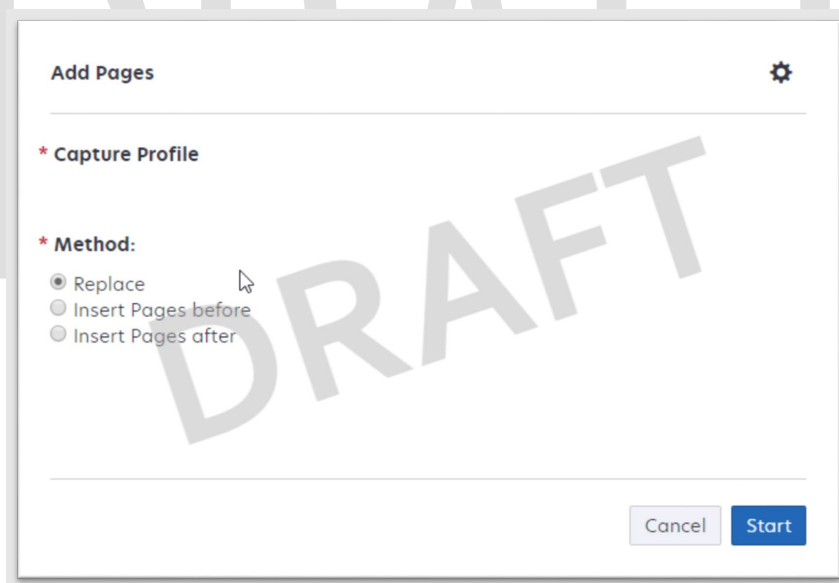 Add Pages
* Capture Profile
* Method:
Replace
Insert Pages before
Insert Pages after
DRAFT
Cancel
Start